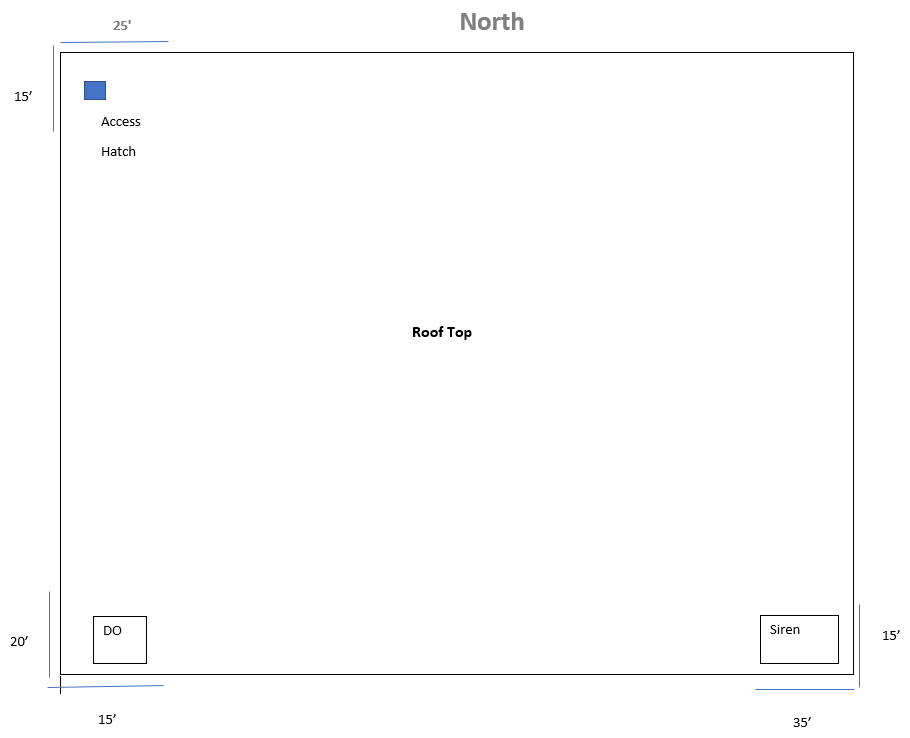 North
25'
15’
Access
Hatch
Roof Top
DO
Siren
20’
15’
15’
35’